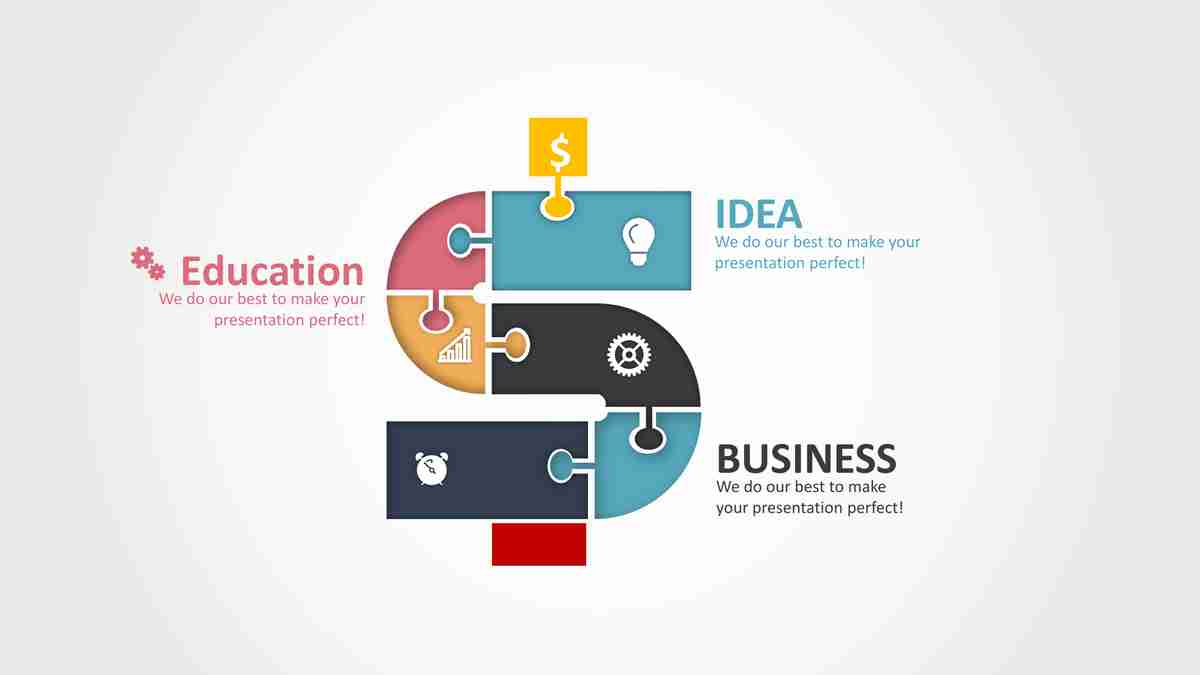 $
IDEA
We do our best to make your
presentation perfect!
Education
We do our best to make your
presentation perfect!
BUSINESS
We do our best to make
your presentation perfect!